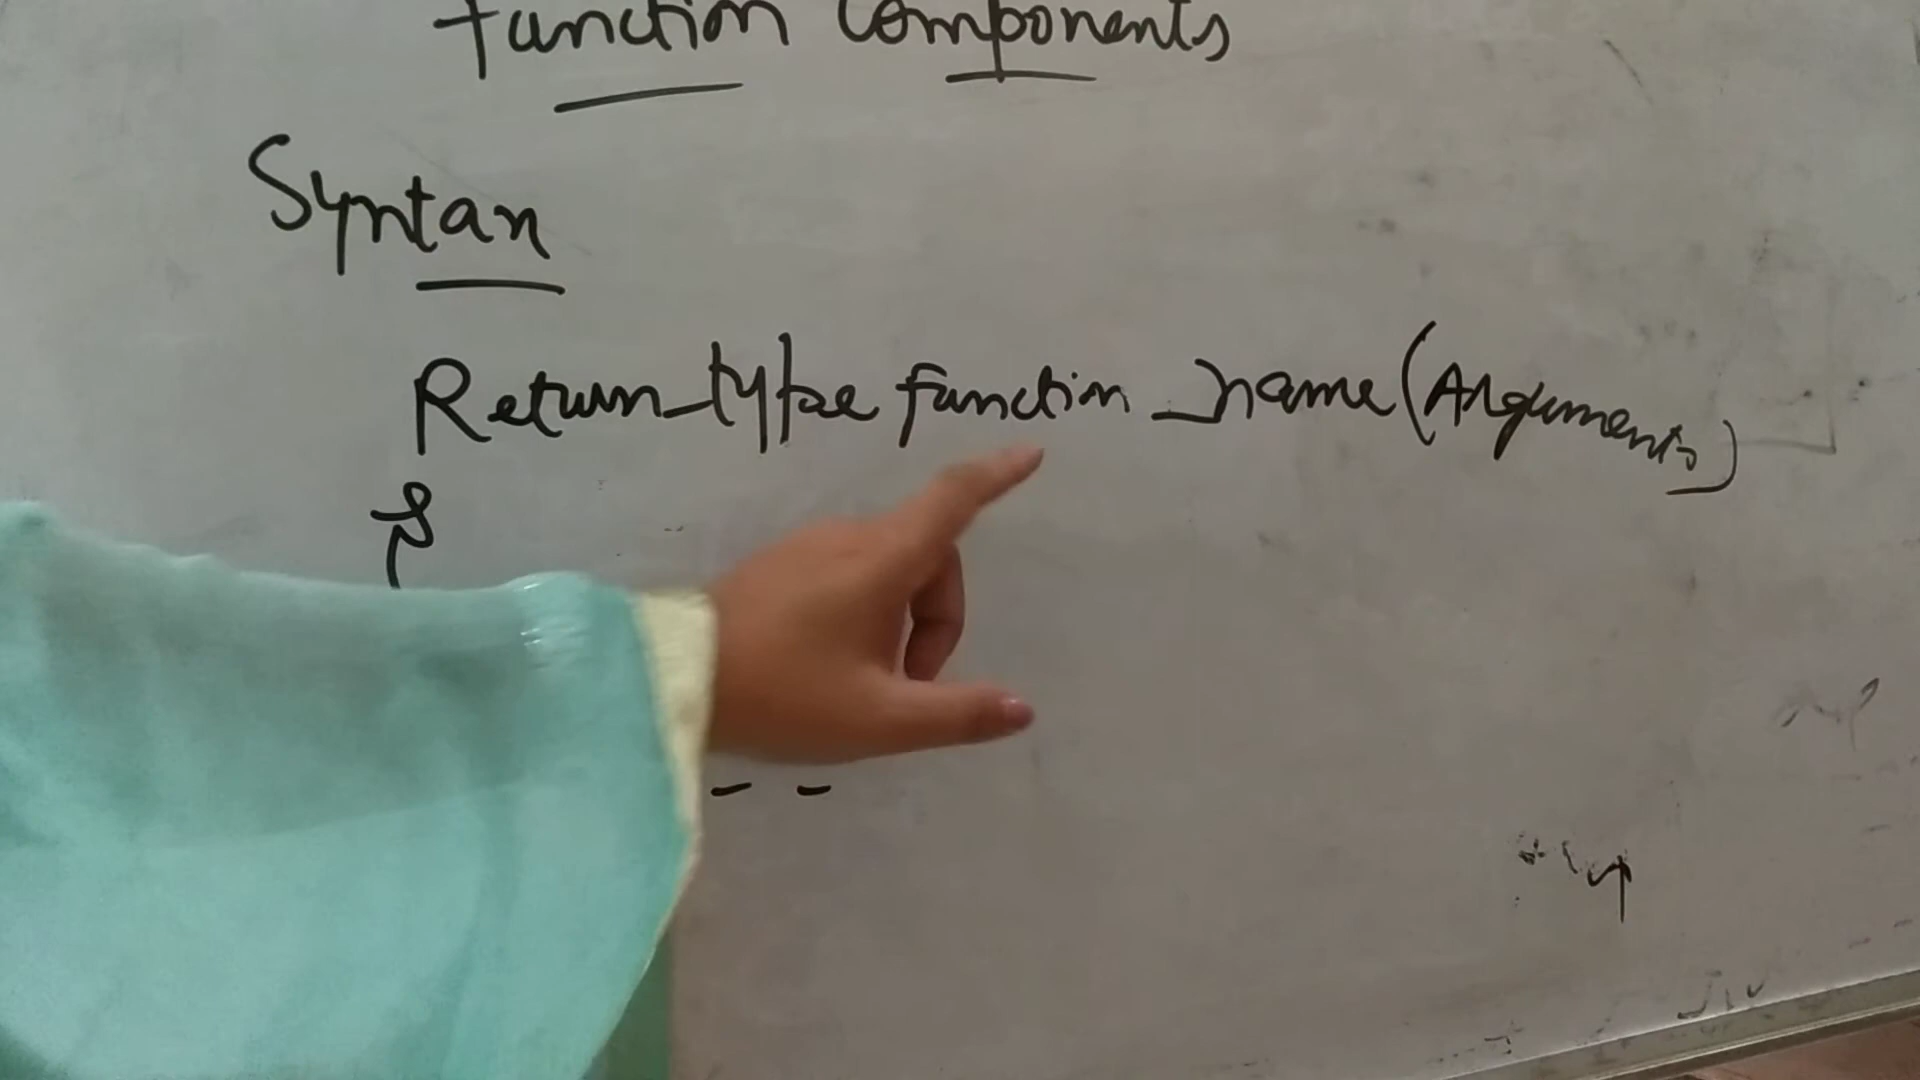 Function Components
Syntax
Return_type function_name(Arguments)
{
- -